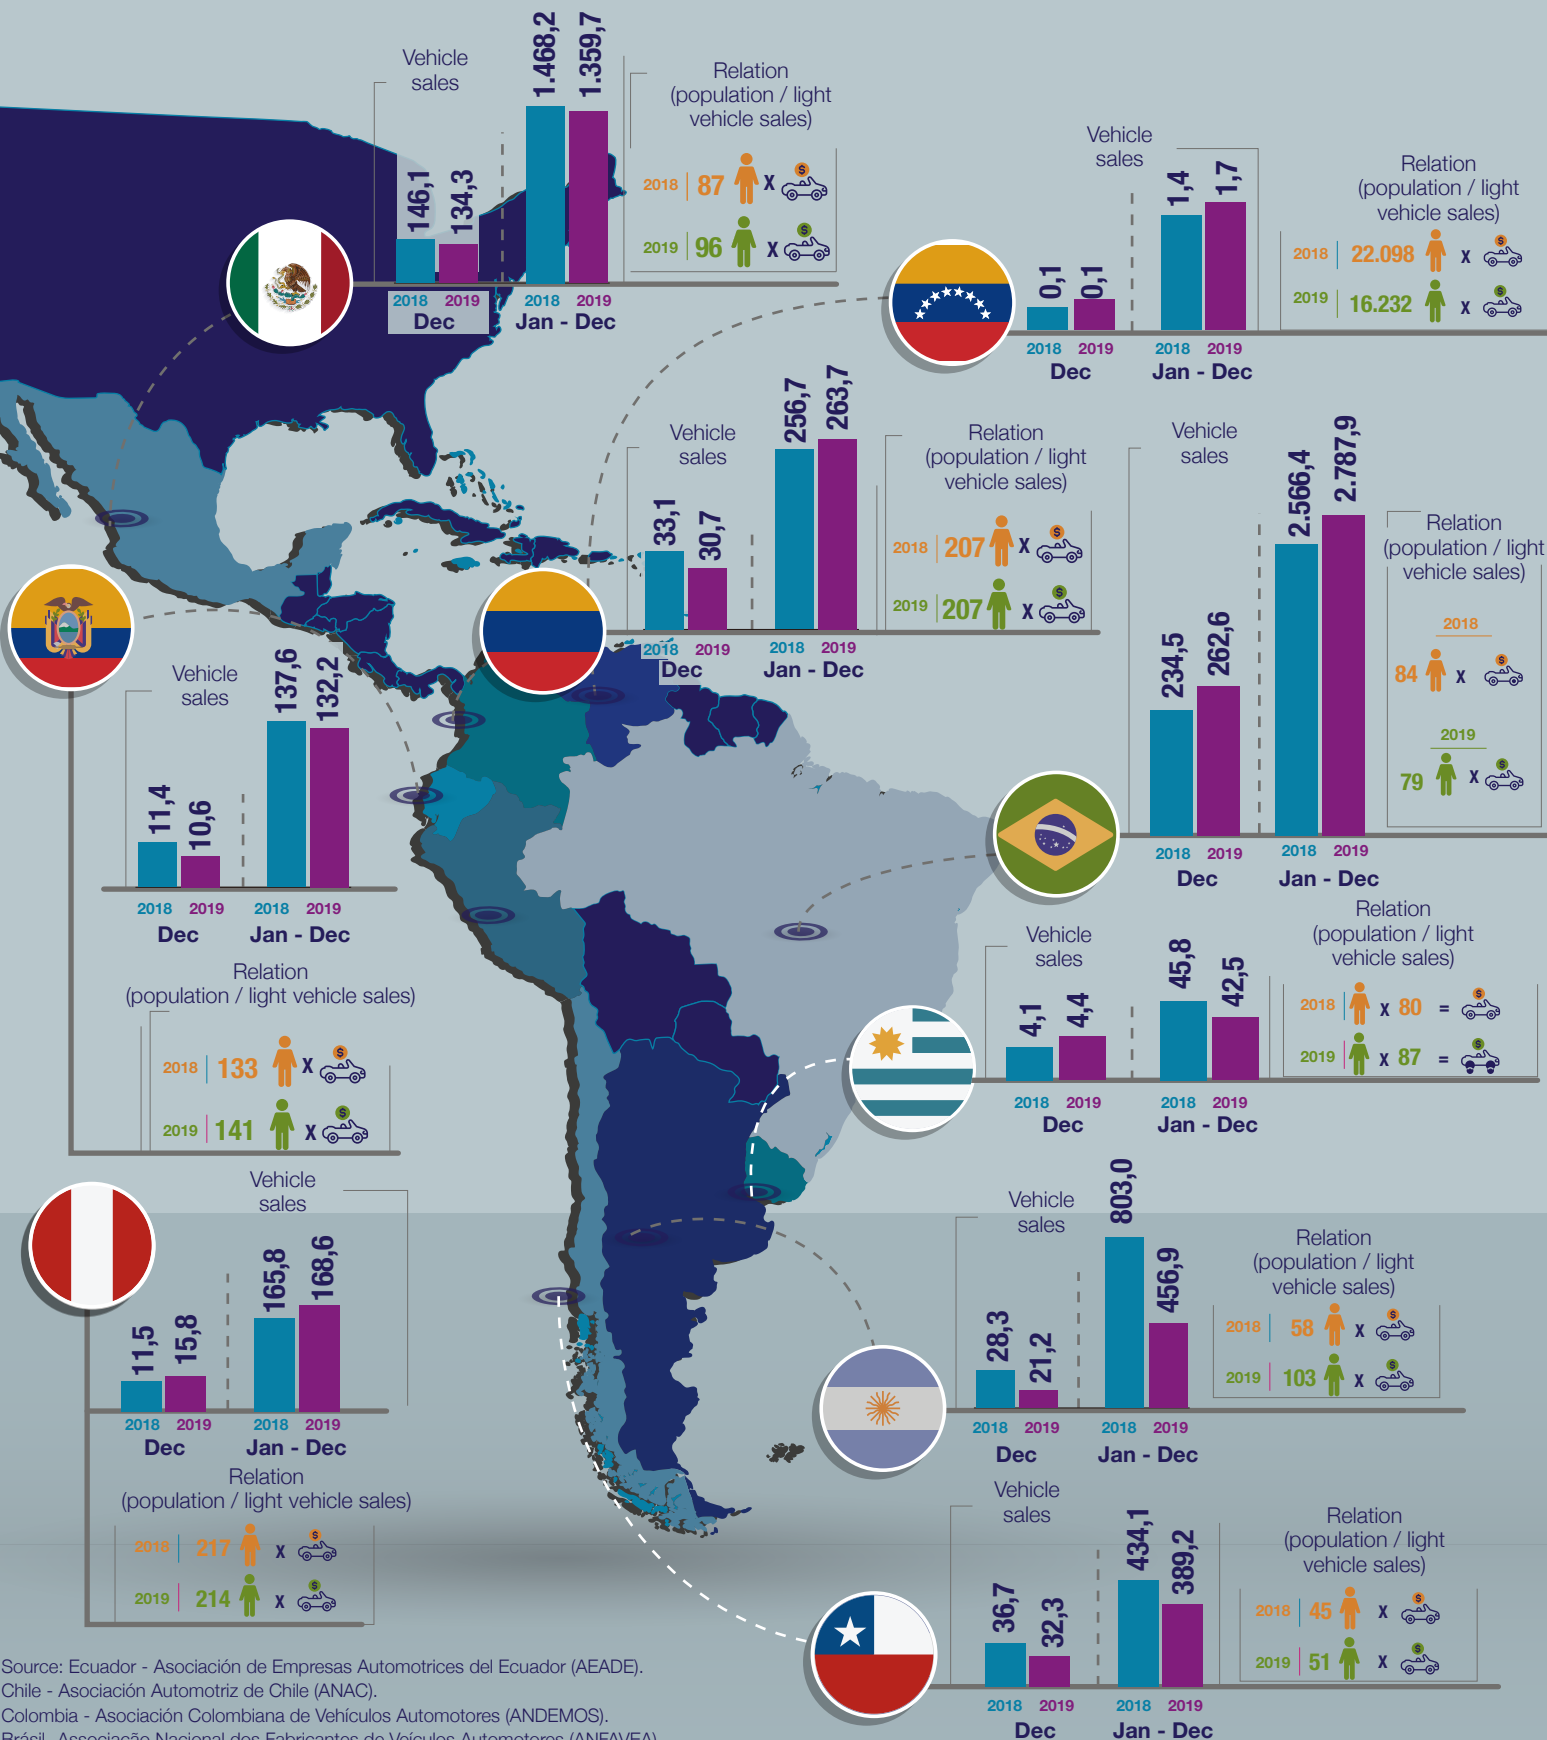 Vehicle
sales
146,1
134,3
1.468,2
1.359,7
2018 2019 2018 2019
Dec Jan - Dec
Relation
(population / light
vehicle sales)
2018 87 X $
2019 96 X $
Vehicle
sales
0,1
0,1
1,4
1,7
2018 2019 2018 2019
Dec Jan - Dec
Relation
(population / light
vehicle sales)
2018 22.098 X $
2019 16.232 X $
Vehicle
sales
33,1
30,7
256,7
263,7
2018 2019 2018 2019
Dec Jan - Dec
Relation
(population / light
vehicle sales)
2018 207 X $
2019 207 X $
Vehicle
sales
234,5
262,6
2.566,4
2.787,9
2018 2019 2018 2019
Dec Jan - Dec
Relation
(population / light
vehicle sales)
2018
84 X $
2019
79 X $
Vehicle
sales
11,4
10,6
137,6
132,2
2018 2019 2018 2019
Dec Jan - Dec
Relation
(population / light vehicle sales)
2018 133 X $
2019 141 X $
Vehicle
sales
4,1
4,4
45,8
42,5
2018 2019 2018 2019
Dec Jan - Dec
Relation
(population / light
vehicle sales)
2018 X 80 = $
2019 X 87 = $
Vehicle
sales
11,5
15,8
165,8
168,6
2018 2019 2018 2019
Dec Jan - Dec
Relation
(population / light vehicle sales)
2018 217 X $
2019 214 X $
Vehicle
sales
28,3
21,2
803,0
456,9
2018 2019 2018 2019
Dec Jan - Dec
Relation
(population / light
vehicle sales)
2018 58 X $
2019 103 X $
Vehicle
sales
36,7
32,3
434,1
389,2
2018 2019 2018 2019
Dec Jan - Dec
Relation
(population / light
vehicle sales)
2018 45 X $
2019 51 X $
Source: Ecuador - Asociación de Empresas Automotrices del Ecuador (AEADE).
Chile - Asociación Automotriz de Chile (ANAC).
Colombia - Asociación Colombiana de Vehículos Automotores (ANDEMOS).
Brásil- Associação Nacional dos Fabricantes de Veículos Automotores (ANFAVEA)